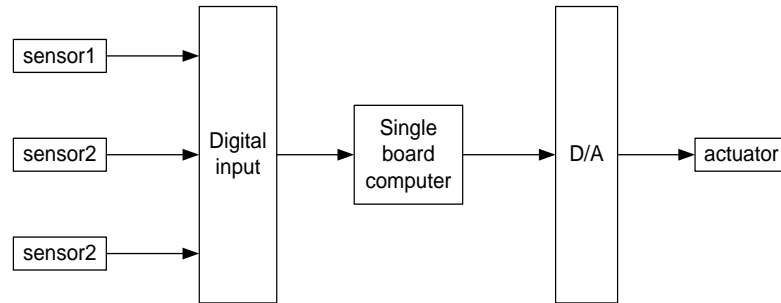 sensor1
sensor2
sensor2
Digital
input
Single
board
computer
D/A
actuator